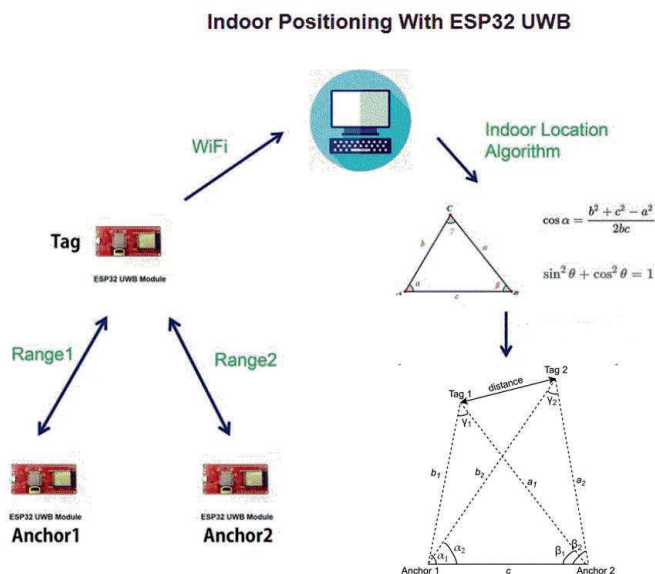 Indoor Positioning With ESP32 UWB
WiFi
Indoor Location
Algorithm
Tag
ESP32 UWB Module
Range1
Range2
ESP32 UWB Module
Anchor1
ESP32 UWB Module
Anchor2
C
γ
b
a
α
β
A
c
B
cos α = (b² + c² − a²) / 2bc
sin² θ + cos² θ = 1
Tag 2
distance
Tag 1
γ₂
γ₁
b₁
b₂
a₁
a₂
α₁
α₂
β₁
β₂
Anchor 1
c
Anchor 2